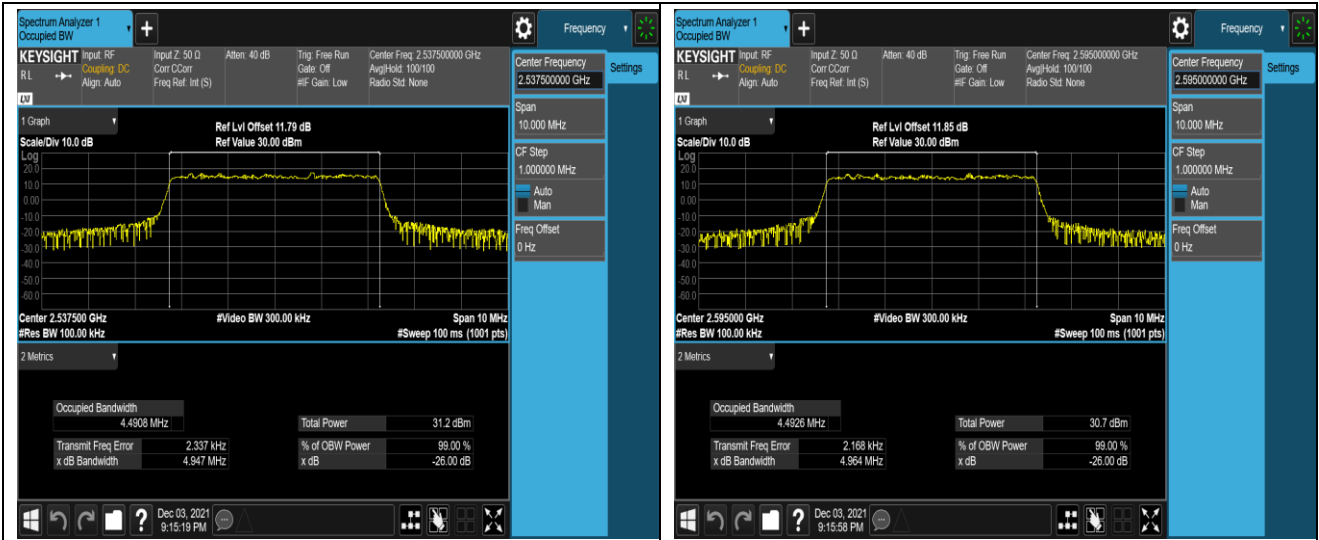 Spectrum Analyzer 1
Occupied BW
+
Frequency
KEYSIGHT
RL
LXI
Input: RF
Coupling: DC
Align: Auto
Input Z: 50 Ω
Corr CCorr
Freq Ref: Int (S)
Atten: 40 dB
Trig: Free Run
Gate: Off
#IF Gain: Low
Center Freq: 2.537500000 GHz
Avg|Hold: 100/100
Radio Std: None
Center Frequency
2.537500000 GHz
Settings
Span
10.000 MHz
CF Step
1.000000 MHz
Auto
Man
Freq Offset
0 Hz
1 Graph
Scale/Div 10.0 dB
Ref Lvl Offset 11.79 dB
Ref Value 30.00 dBm
Log
20.0
10.0
0.00
-10.0
-20.0
-30.0
-40.0
-50.0
-60.0
Center 2.537500 GHz
#Video BW 300.00 kHz
Span 10 MHz
#Res BW 100.00 kHz
#Sweep 100 ms (1001 pts)
2 Metrics
Occupied Bandwidth
4.4908 MHz
Total Power 31.2 dBm
Transmit Freq Error 2.337 kHz
% of OBW Power 99.00 %
x dB Bandwidth 4.947 MHz
x dB -26.00 dB
?
Dec 03, 2021
9:15:19 PM
Spectrum Analyzer 1
Occupied BW
+
Frequency
KEYSIGHT
RL
LXI
Input: RF
Coupling: DC
Align: Auto
Input Z: 50 Ω
Corr CCorr
Freq Ref: Int (S)
Atten: 40 dB
Trig: Free Run
Gate: Off
#IF Gain: Low
Center Freq: 2.595000000 GHz
Avg|Hold: 100/100
Radio Std: None
Center Frequency
2.595000000 GHz
Settings
Span
10.000 MHz
CF Step
1.000000 MHz
Auto
Man
Freq Offset
0 Hz
1 Graph
Scale/Div 10.0 dB
Ref Lvl Offset 11.85 dB
Ref Value 30.00 dBm
Log
20.0
10.0
0.00
-10.0
-20.0
-30.0
-40.0
-50.0
-60.0
Center 2.595000 GHz
#Video BW 300.00 kHz
Span 10 MHz
#Res BW 100.00 kHz
#Sweep 100 ms (1001 pts)
2 Metrics
Occupied Bandwidth
4.4926 MHz
Total Power 30.7 dBm
Transmit Freq Error 2.168 kHz
% of OBW Power 99.00 %
x dB Bandwidth 4.964 MHz
x dB -26.00 dB
?
Dec 03, 2021
9:15:58 PM